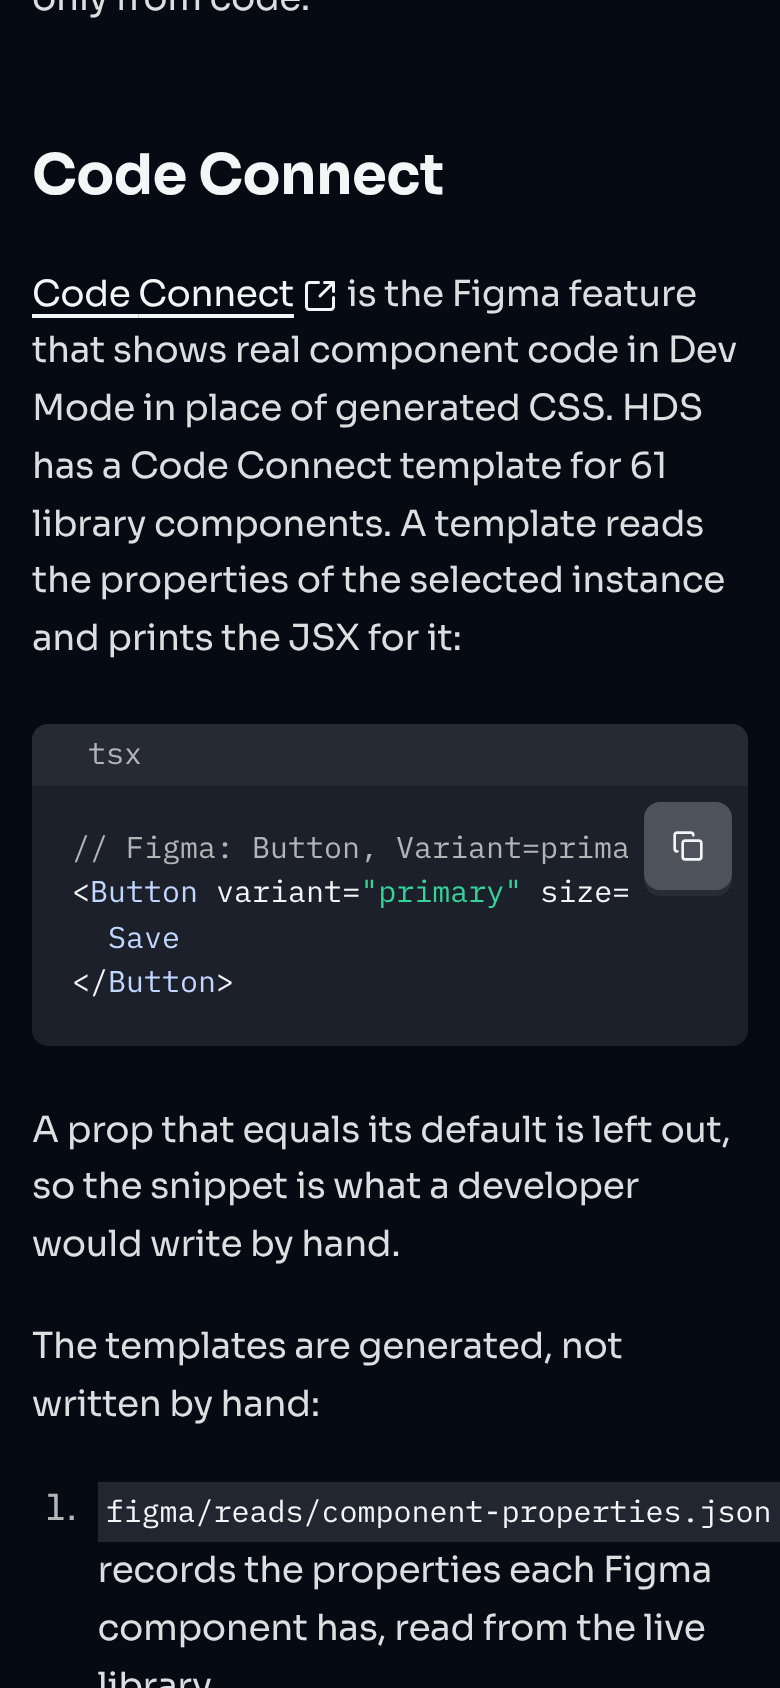 only from code.
Code Connect
Code Connect is the Figma feature
that shows real component code in Dev
Mode in place of generated CSS. HDS
has a Code Connect template for 61
library components. A template reads
the properties of the selected instance
and prints the JSX for it:
tsx
// Figma: Button, Variant=prima
<Button variant="primary" size=
  Save
</Button>
A prop that equals its default is left out,
so the snippet is what a developer
would write by hand.
The templates are generated, not
written by hand:
1. figma/reads/component-properties.json
records the properties each Figma
component has, read from the live
library